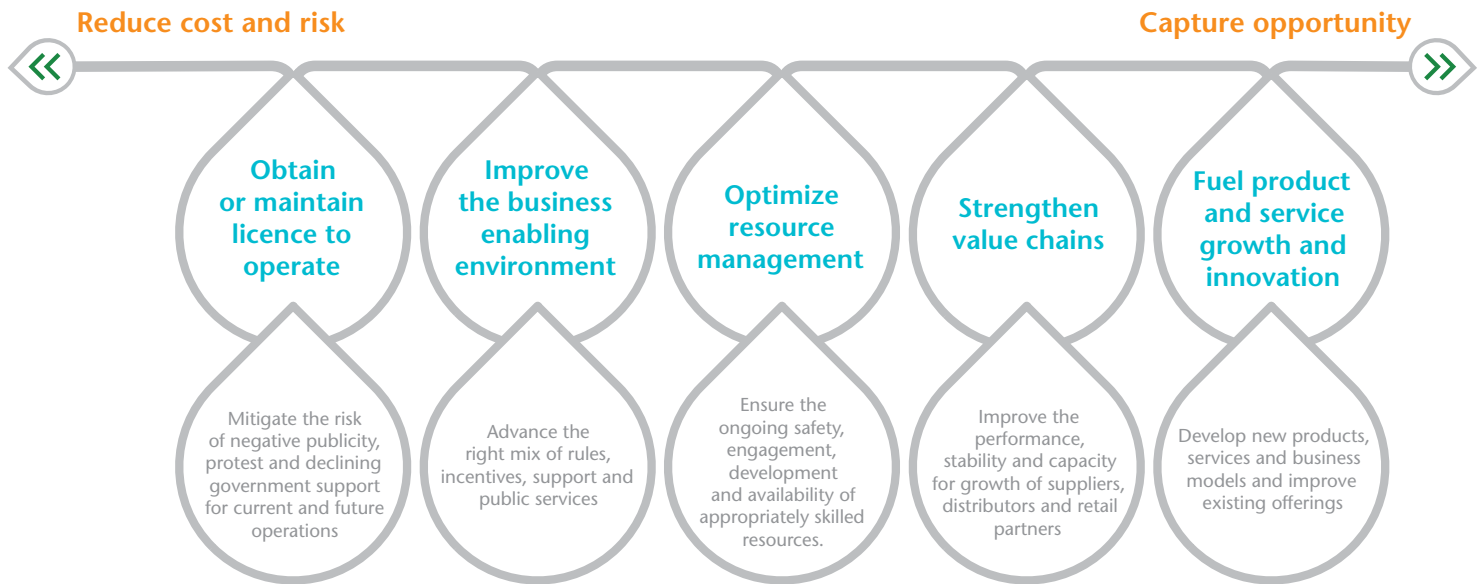 Reduce cost and risk
Capture opportunity
Obtain
or maintain
licence to
operate
Improve
the business
enabling
environment
Optimize
resource
management
Strengthen
value chains
Fuel product
and service
growth and
innovation
Mitigate the risk
of negative publicity,
protest and declining
government support
for current and future
operations
Advance the
right mix of rules,
incentives, support and
public services
Ensure the
ongoing safety,
engagement,
development
and availability of
appropriately skilled
resources.
Improve the
performance,
stability and capacity
for growth of suppliers,
distributors and retail
partners
Develop new products,
services and business
models and improve
existing offerings